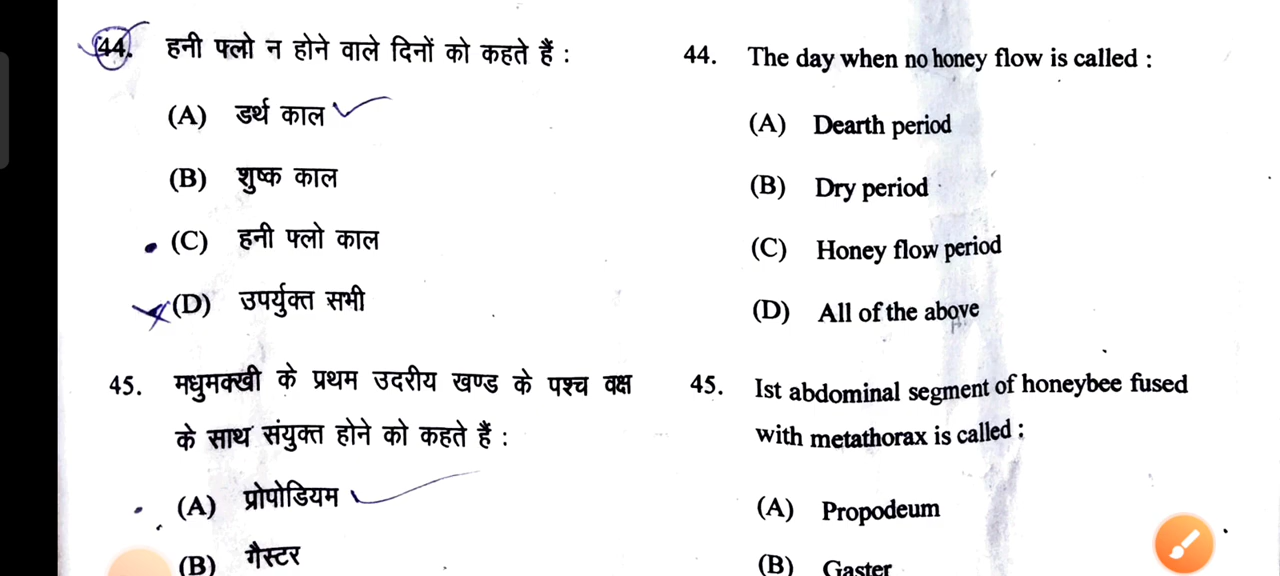 44. हनी फ्लो न होने वाले दिनों को कहते हैं :
(A) डर्थ काल
(B) शुष्क काल
(C) हनी फ्लो काल
(D) उपर्युक्त सभी
45. मधुमक्खी के प्रथम उदरीय खण्ड के पश्च वक्ष
के साथ संयुक्त होने को कहते हैं :
(A) प्रोपोडियम
(B) गैस्टर
44. The day when no honey flow is called :
(A) Dearth period
(B) Dry period
(C) Honey flow period
(D) All of the above
45. Ist abdominal segment of honeybee fused
with metathorax is called :
(A) Propodeum
(B) Gaster